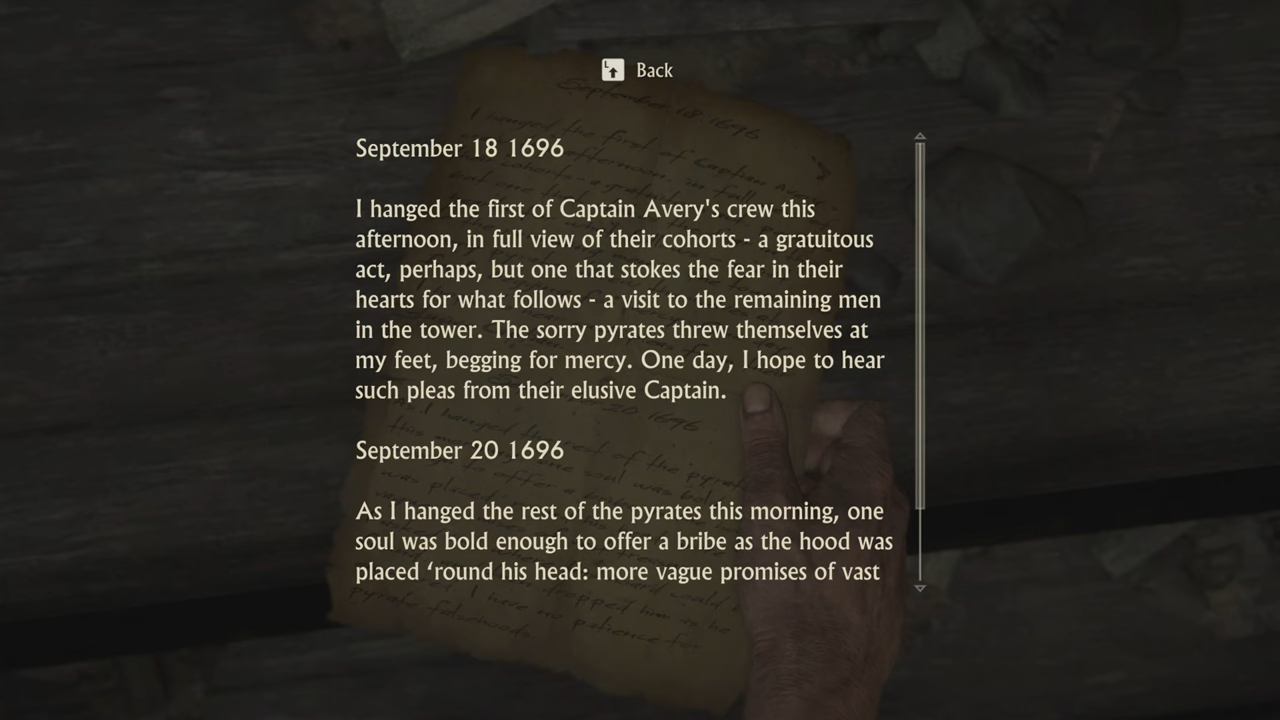 Back
September 18 1696
I hanged the first of Captain Avery's crew this
afternoon, in full view of their cohorts - a gratuitous
act, perhaps, but one that stokes the fear in their
hearts for what follows - a visit to the remaining men
in the tower. The sorry pyrates threw themselves at
my feet, begging for mercy. One day, I hope to hear
such pleas from their elusive Captain.
September 20 1696
As I hanged the rest of the pyrates this morning, one
soul was bold enough to offer a bribe as the hood was
placed ‘round his head: more vague promises of vast